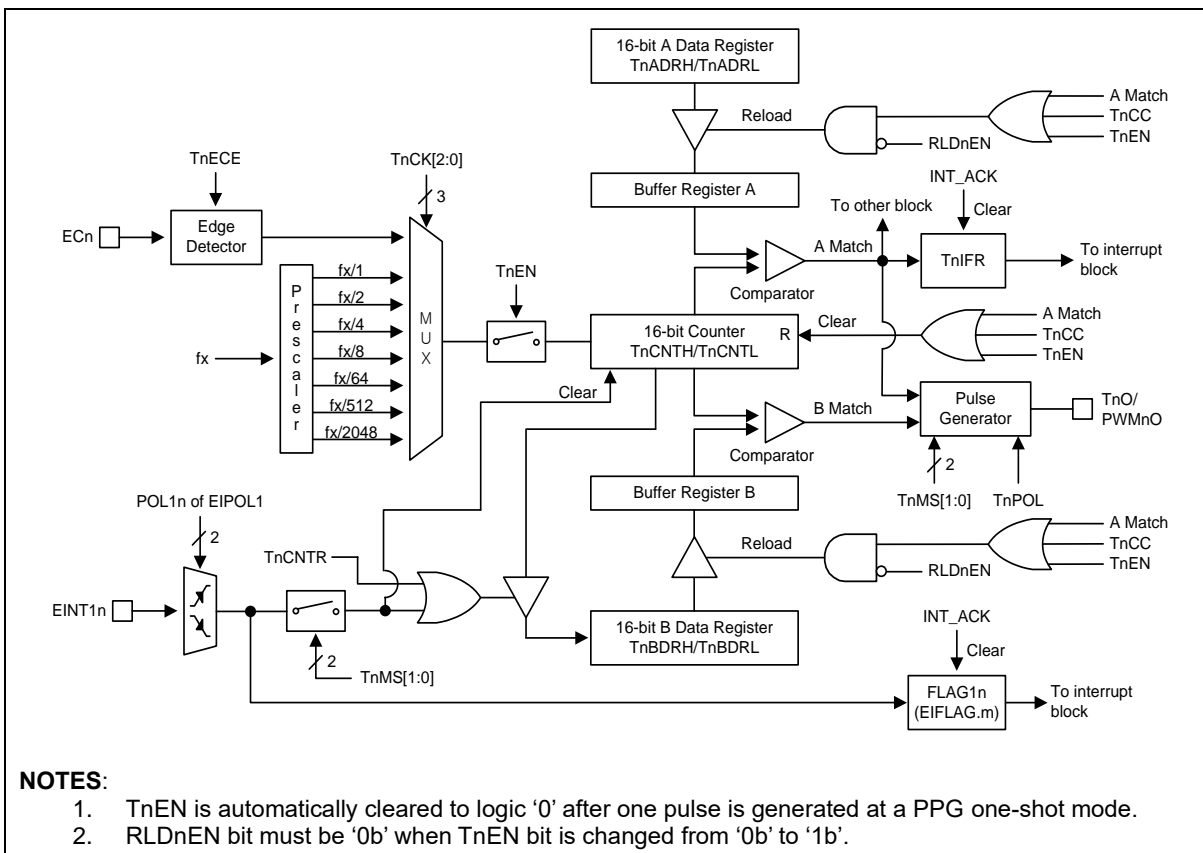 16-bit A Data Register
TnADRH/TnADRL
A Match
TnCC
TnEN
Reload
RLDnEN
TnECE
TnCK[2:0]
3
Buffer Register A
INT_ACK
Clear
To other block
ECn
Edge
Detector
A Match
TnIFR
To interrupt
block
Comparator
Prescaler
fx/1
fx/2
fx/4
fx/8
fx/64
fx/512
fx/2048
fx
MUX
TnEN
16-bit Counter
TnCNTH/TnCNTL
R
Clear
A Match
TnCC
TnEN
Clear
B Match
Pulse
Generator
TnO/
PWMnO
Comparator
2
TnMS[1:0]
TnPOL
Buffer Register B
POL1n of EIPOL1
2
TnCNTR
Reload
RLDnEN
A Match
TnCC
TnEN
EINT1n
2
TnMS[1:0]
16-bit B Data Register
TnBDRH/TnBDRL
INT_ACK
Clear
FLAG1n
(EIFLAG.m)
To interrupt
block
NOTES:
1. TnEN is automatically cleared to logic ‘0’ after one pulse is generated at a PPG one-shot mode.
2. RLDnEN bit must be ‘0b’ when TnEN bit is changed from ‘0b’ to ‘1b’.